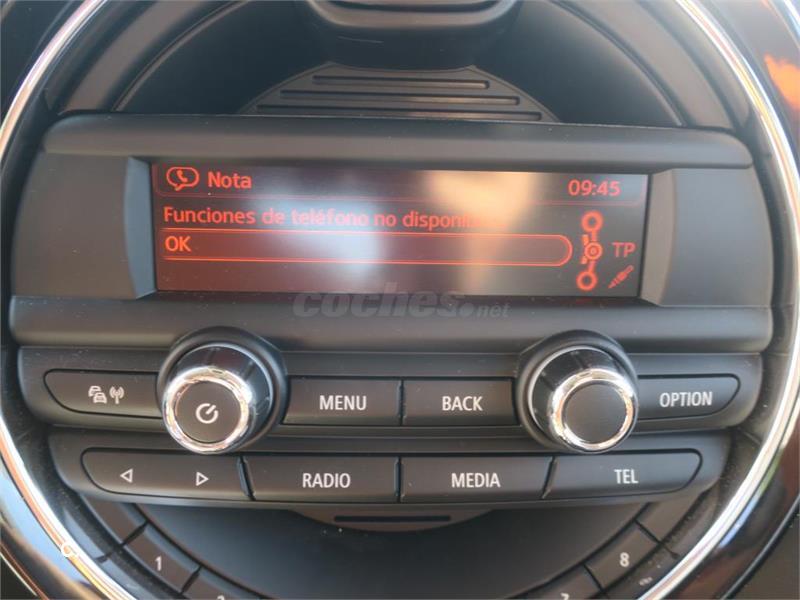 Nota 09:45
Funciones de teléfono no
OK
TP
coches.net
MENU BACK OPTION
RADIO MEDIA TEL
1 8